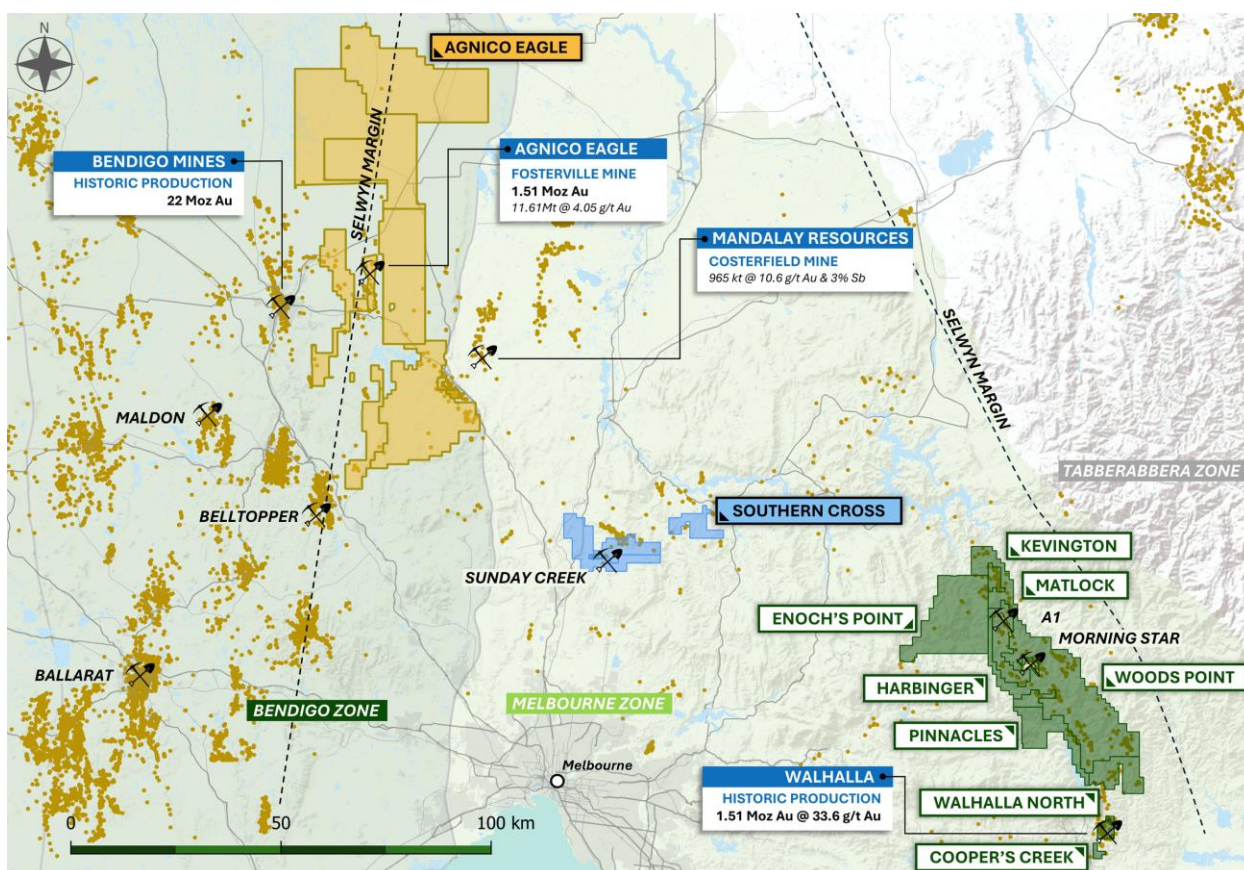 N
AGNICO EAGLE
SELWYN MARGIN
BENDIGO MINES
HISTORIC PRODUCTION
22 Moz Au
AGNICO EAGLE
FOSTERVILLE MINE
1.51 Moz Au
11.61Mt @ 4.05 g/t Au
MANDALAY RESOURCES
COSTERFIELD MINE
965 kt @ 10.6 g/t Au & 3% Sb
SELWYN MARGIN
MALDON
TABBERABBERA ZONE
BELLTOPPER
SOUTHERN CROSS
SUNDAY CREEK
KEVINGTON
MATLOCK
ENOCH'S POINT
A1
MORNING STAR
BALLARAT
HARBINGER
WOODS POINT
BENDIGO ZONE
MELBOURNE ZONE
PINNACLES
Melbourne
WALHALLA
HISTORIC PRODUCTION
1.51 Moz Au @ 33.6 g/t Au
WALHALLA NORTH
COOPER'S CREEK
0 50 100 km